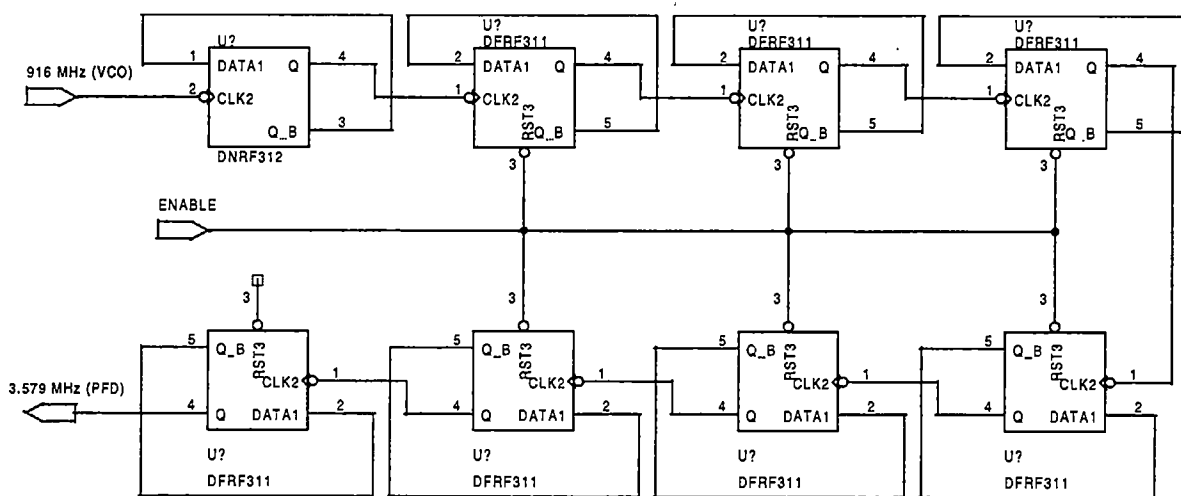 U?
1 DATA1 Q 4
916 MHz (VCO)
2 CLK2
Q_B 3
DNRF312
U?
DFRF311
2 DATA1 Q 4
1 CLK2
RST3
Q_B 5
3
U?
DFRF311
2 DATA1 Q 4
1 CLK2
RST3
Q_B 5
3
U?
DFRF311
2 DATA1 Q 4
1 CLK2
RST3
Q_B 5
3
ENABLE
3
5 Q_B
RST3
CLK2 1
3.579 MHz (PFD)
4 Q DATA1 2
U?
DFRF311
3
5 Q_B
RST3
CLK2 1
4 Q DATA1 2
U?
DFRF311
3
5 Q_B
RST3
CLK2 1
4 Q DATA1 2
U?
DFRF311
3
5 Q_B
RST3
CLK2 1
4 Q DATA1 2
U?
DFRF311